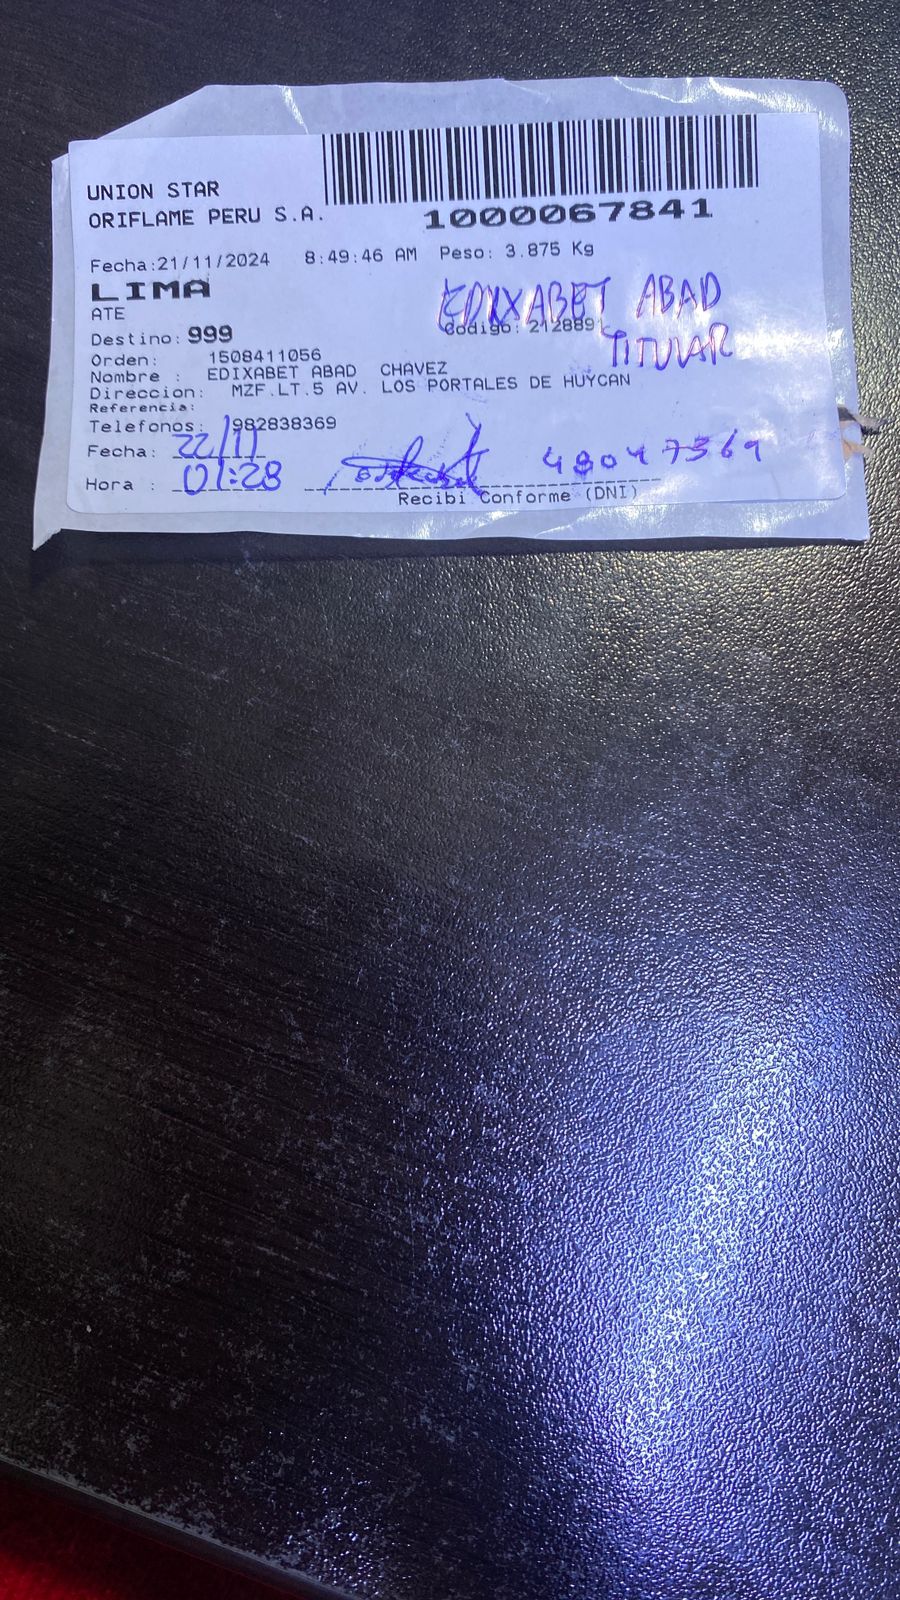 UNION STAR
ORIFLAME PERU S.A.
1000067841
Fecha:21/11/2024 8:49:46 AM Peso: 3.875 Kg
LIMA
EDIXABET ABAD
ATE
Codigo: 2128891
TITULAR
Destino: 999
Orden: 1508411056
Nombre : EDIXABET ABAD CHAVEZ
Direccion: MZF.LT.5 AV. LOS PORTALES DE HUYCAN
Referencia:
Telefonos: 982838369
Fecha: 22/11
48047369
Hora : 01:28
Recibi Conforme (DNI)